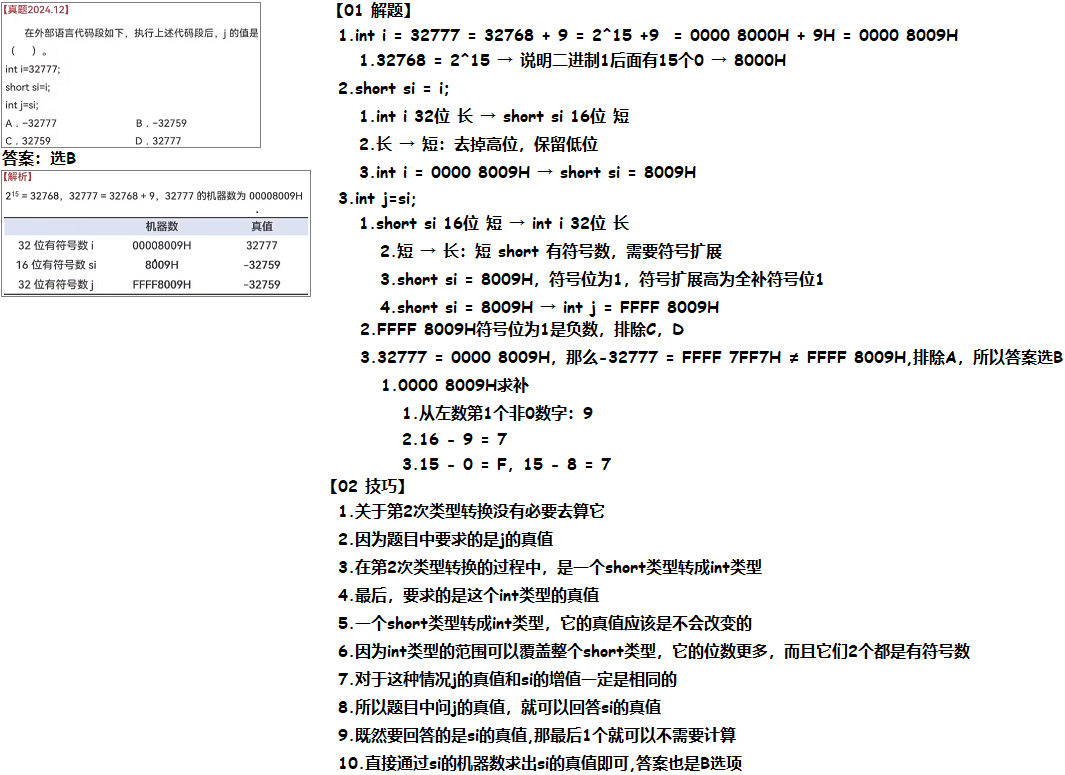 【真题2024.12】
在外部语言代码段如下，执行上述代码段后，j 的值是
（ ）。
int i=32777;
short si=i;
int j=si;
A．-32777 B．-32759
C．32759 D．32777
答案：选B
【解析】
2¹⁵ = 32768，32777 = 32768 + 9，32777 的机器数为 00008009H
机器数 真值
32 位有符号数 i 00008009H 32777
16 位有符号数 si 8009H -32759
32 位有符号数 j FFFF8009H -32759
【01 解题】
1.int i = 32777 = 32768 + 9 = 2^15 +9 = 0000 8000H + 9H = 0000 8009H
1.32768 = 2^15 → 说明二进制1后面有15个0 → 8000H
2.short si = i;
1.int i 32位 长 → short si 16位 短
2.长 → 短：去掉高位，保留低位
3.int i = 0000 8009H → short si = 8009H
3.int j=si;
1.short si 16位 短 → int i 32位 长
2.短 → 长：短 short 有符号数，需要符号扩展
3.short si = 8009H，符号位为1，符号扩展高为全补符号位1
4.short si = 8009H → int j = FFFF 8009H
2.FFFF 8009H符号位为1是负数，排除C，D
3.32777 = 0000 8009H，那么-32777 = FFFF 7FF7H ≠ FFFF 8009H,排除A，所以答案选B
1.0000 8009H求补
1.从左数第1个非0数字：9
2.16 - 9 = 7
3.15 - 0 = F，15 - 8 = 7
【02 技巧】
1.关于第2次类型转换没有必要去算它
2.因为题目中要求的是j的真值
3.在第2次类型转换的过程中，是一个short类型转成int类型
4.最后，要求的是这个int类型的真值
5.一个short类型转成int类型，它的真值应该是不会改变的
6.因为int类型的范围可以覆盖整个short类型，它的位数更多，而且它们2个都是有符号数
7.对于这种情况j的真值和si的增值一定是相同的
8.所以题目中问j的真值，就可以回答si的真值
9.既然要回答的是si的真值,那最后1个就可以不需要计算
10.直接通过si的机器数求出si的真值即可,答案也是B选项